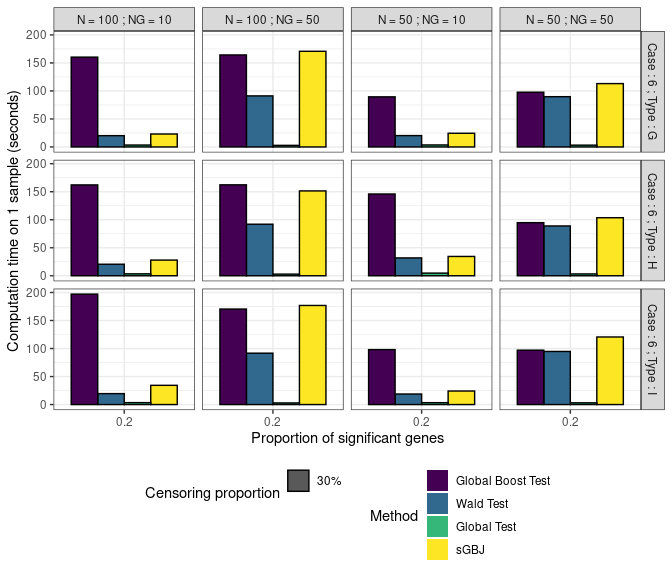 N = 100 ; NG = 10
N = 100 ; NG = 50
N = 50 ; NG = 10
N = 50 ; NG = 50
Computation time on 1 sample (seconds)
200
150
100
50
0
Case : 6 ; Type : G
200
150
100
50
0
Case : 6 ; Type : H
200
150
100
50
0
Case : 6 ; Type : I
0.2
0.2
0.2
0.2
Proportion of significant genes
Censoring proportion
30%
Method
Global Boost Test
Wald Test
Global Test
sGBJ